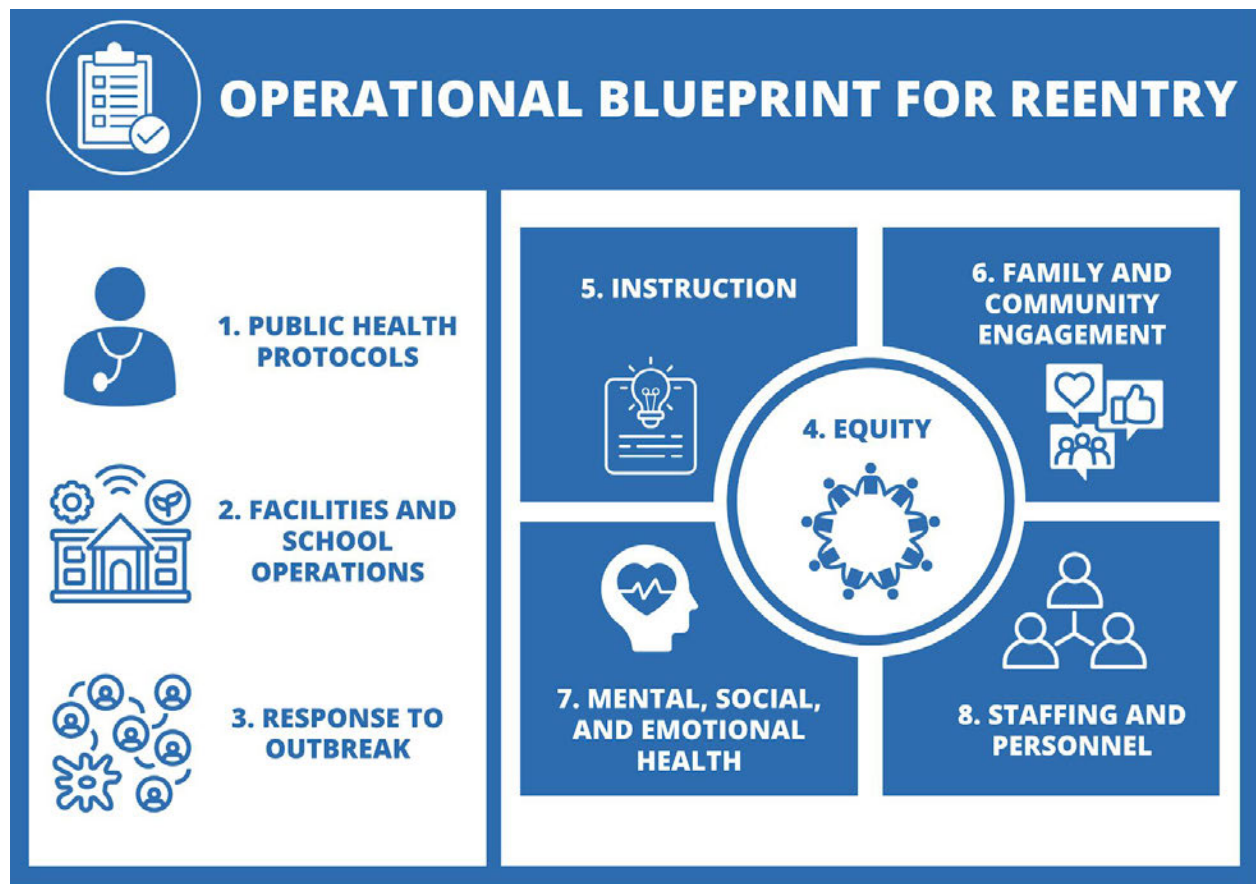 OPERATIONAL BLUEPRINT FOR REENTRY
1. PUBLIC HEALTH
PROTOCOLS
2. FACILITIES AND
SCHOOL
OPERATIONS
3. RESPONSE TO
OUTBREAK
4. EQUITY
5. INSTRUCTION
6. FAMILY AND
COMMUNITY
ENGAGEMENT
7. MENTAL, SOCIAL,
AND EMOTIONAL
HEALTH
8. STAFFING AND
PERSONNEL